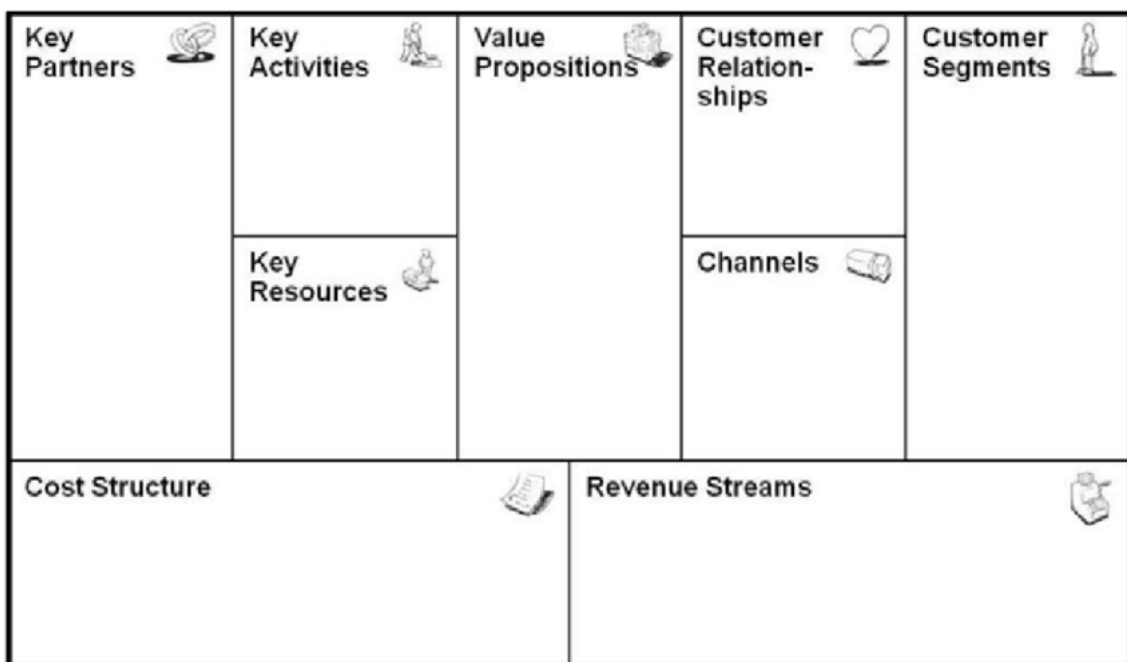 Key
Partners
Key
Activities
Value
Propositions
Customer
Relation-
ships
Customer
Segments
Key
Resources
Channels
Cost Structure
Revenue Streams